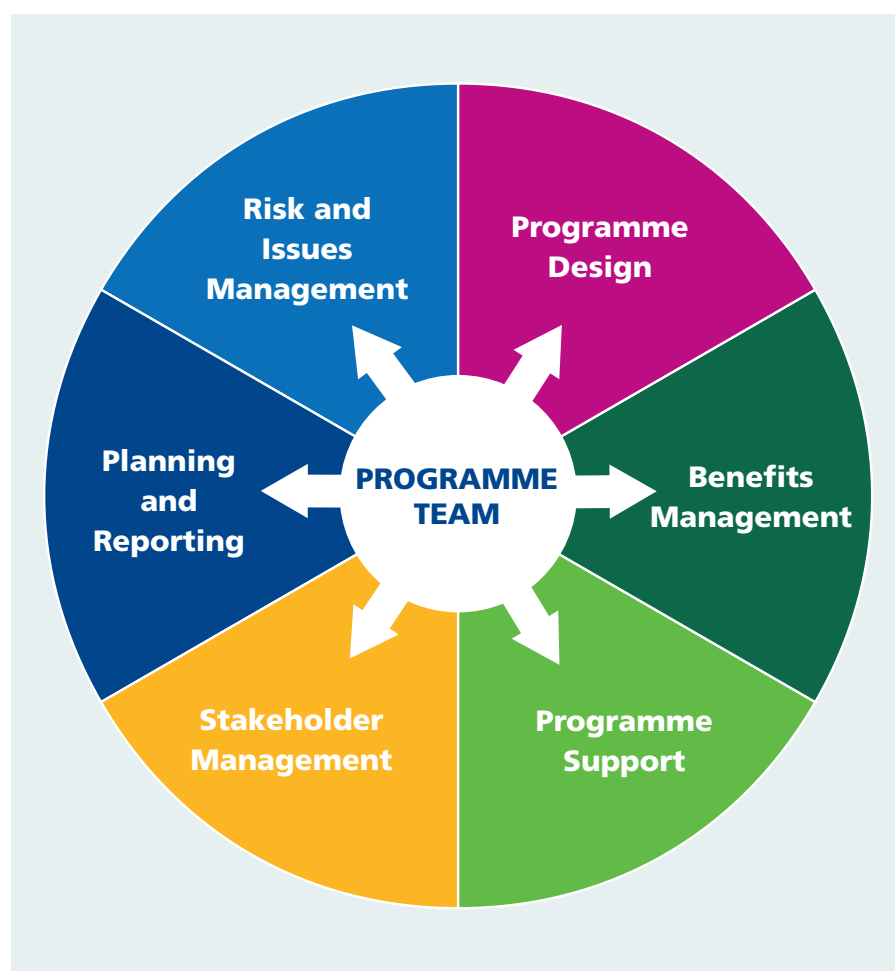 Risk and
Issues
Management
Programme
Design
Planning
and
Reporting
PROGRAMME
TEAM
Benefits
Management
Stakeholder
Management
Programme
Support